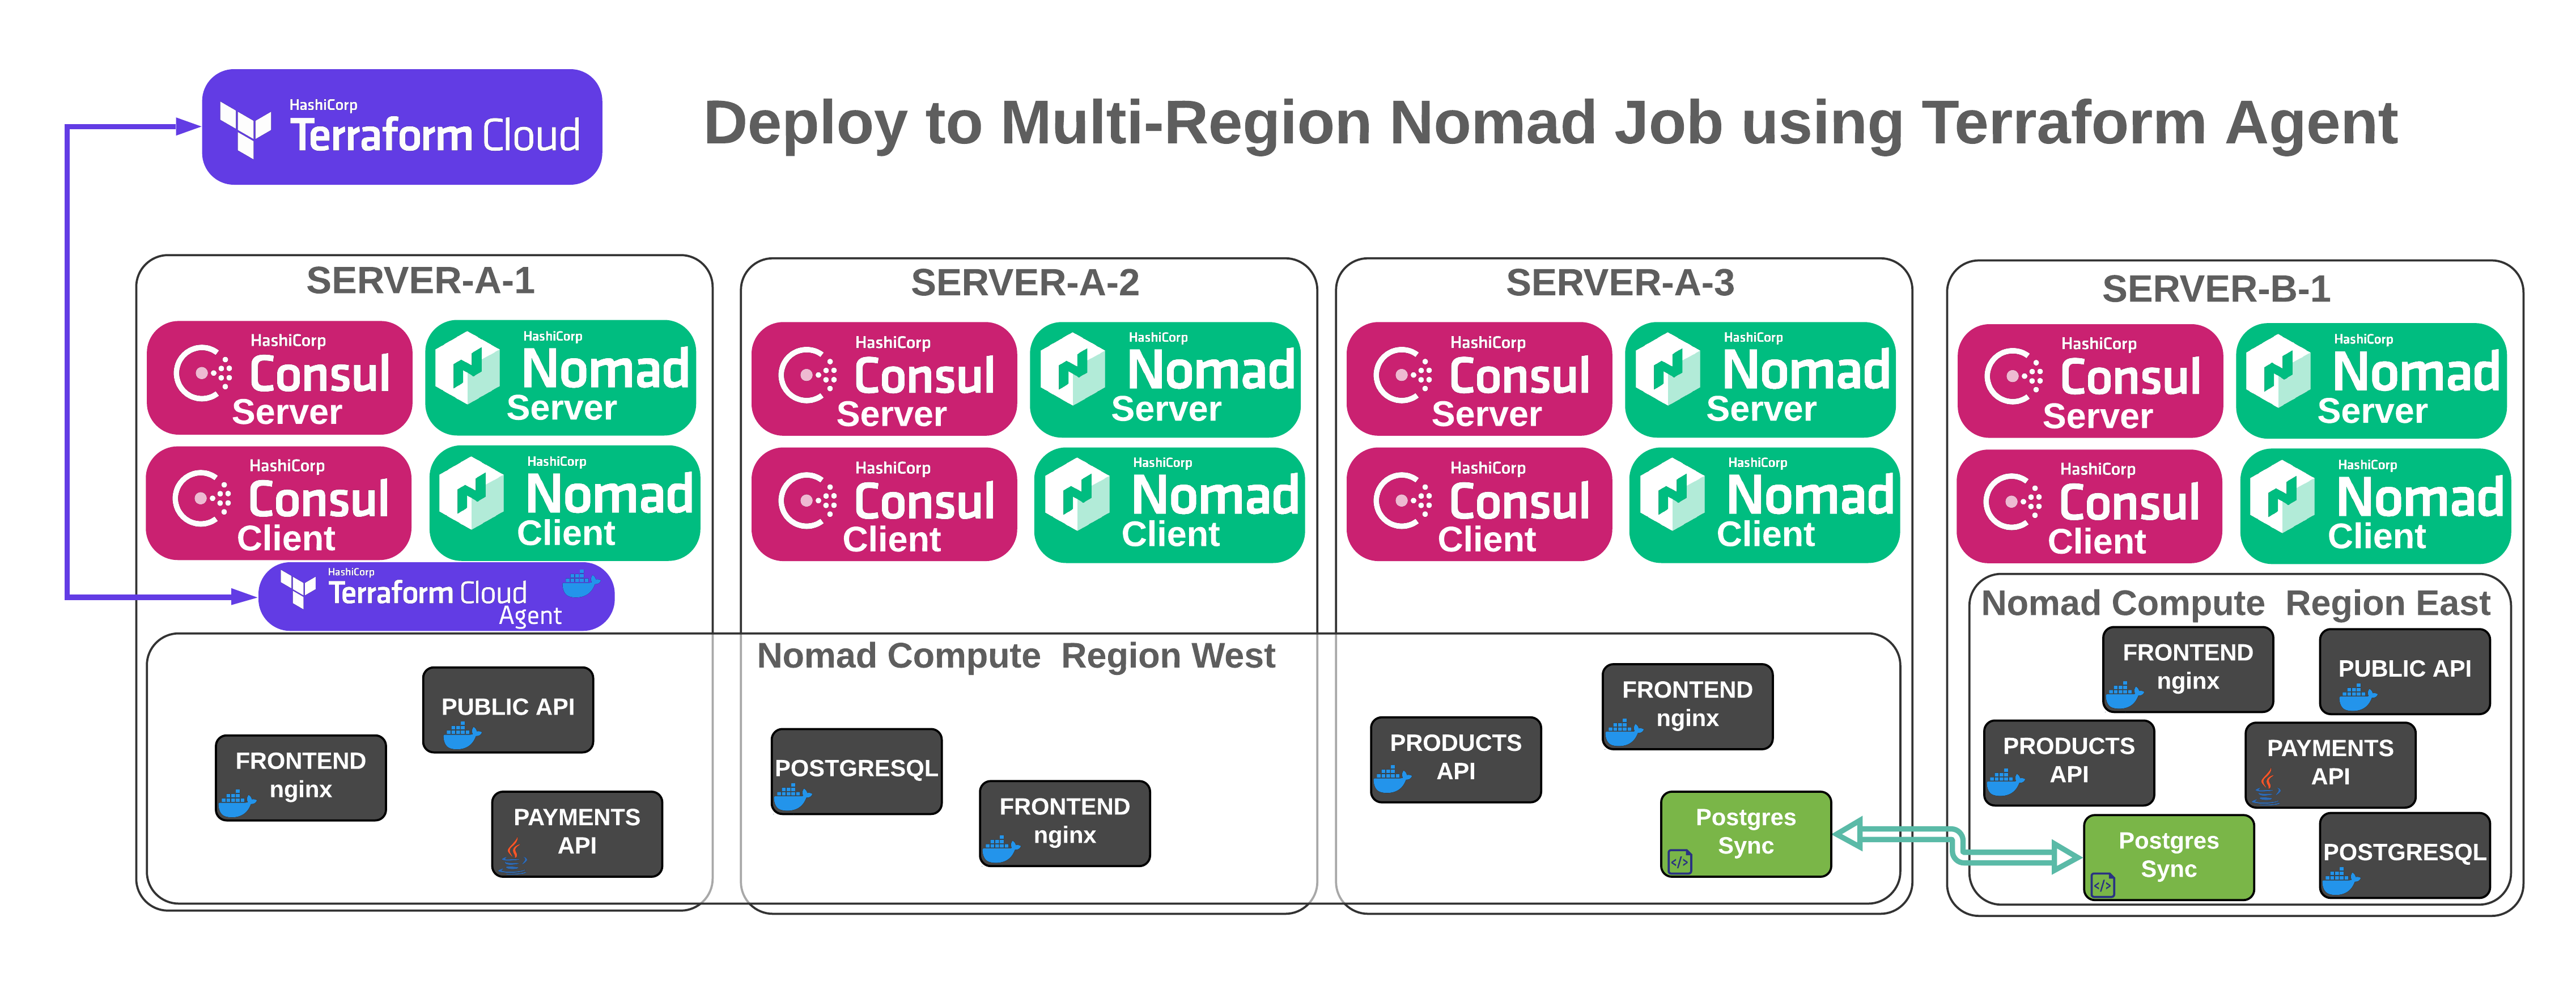 HashiCorp
Terraform Cloud
Deploy to Multi-Region Nomad Job using Terraform Agent
SERVER-A-1
HashiCorp
Consul
Server
HashiCorp
Nomad
Server
HashiCorp
Consul
Client
HashiCorp
Nomad
Client
HashiCorp
Terraform Cloud
Agent
SERVER-A-2
HashiCorp
Consul
Server
HashiCorp
Nomad
Server
HashiCorp
Consul
Client
HashiCorp
Nomad
Client
SERVER-A-3
HashiCorp
Consul
Server
HashiCorp
Nomad
Server
HashiCorp
Consul
Client
HashiCorp
Nomad
Client
SERVER-B-1
HashiCorp
Consul
Server
HashiCorp
Nomad
Server
HashiCorp
Consul
Client
HashiCorp
Nomad
Client
Nomad Compute Region West
PUBLIC API
FRONTEND
nginx
PAYMENTS
API
POSTGRESQL
FRONTEND
nginx
FRONTEND
nginx
PRODUCTS
API
Postgres
Sync
</>
Nomad Compute Region East
FRONTEND
nginx
PUBLIC API
PRODUCTS
API
PAYMENTS
API
Postgres
Sync
</>
POSTGRESQL